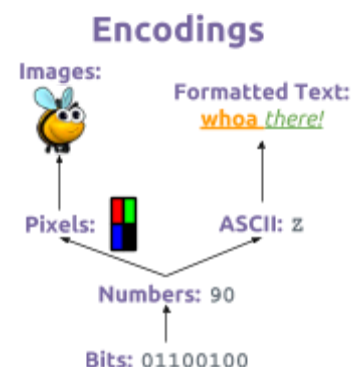 Encodings
Images:
Formatted Text:
whoa there!
Pixels:
ASCII: z
Numbers: 90
Bits: 01100100